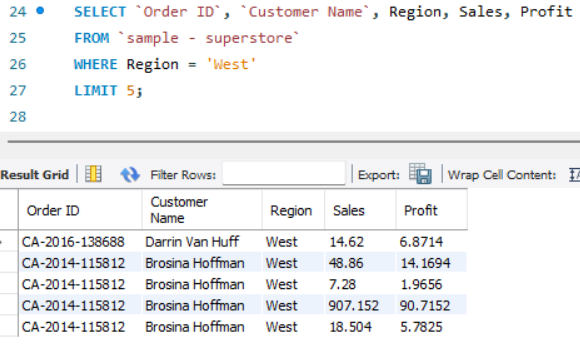 24 SELECT `Order ID`, `Customer Name`, Region, Sales, Profit
25 FROM `sample - superstore`
26 WHERE Region = 'West'
27 LIMIT 5;
28
Result Grid Filter Rows: Export: Wrap Cell Content:
Order ID Customer Name Region Sales Profit
CA-2016-138688 Darrin Van Huff West 14.62 6.8714
CA-2014-115812 Brosina Hoffman West 48.86 14.1694
CA-2014-115812 Brosina Hoffman West 7.28 1.9656
CA-2014-115812 Brosina Hoffman West 907.152 90.7152
CA-2014-115812 Brosina Hoffman West 18.504 5.7825